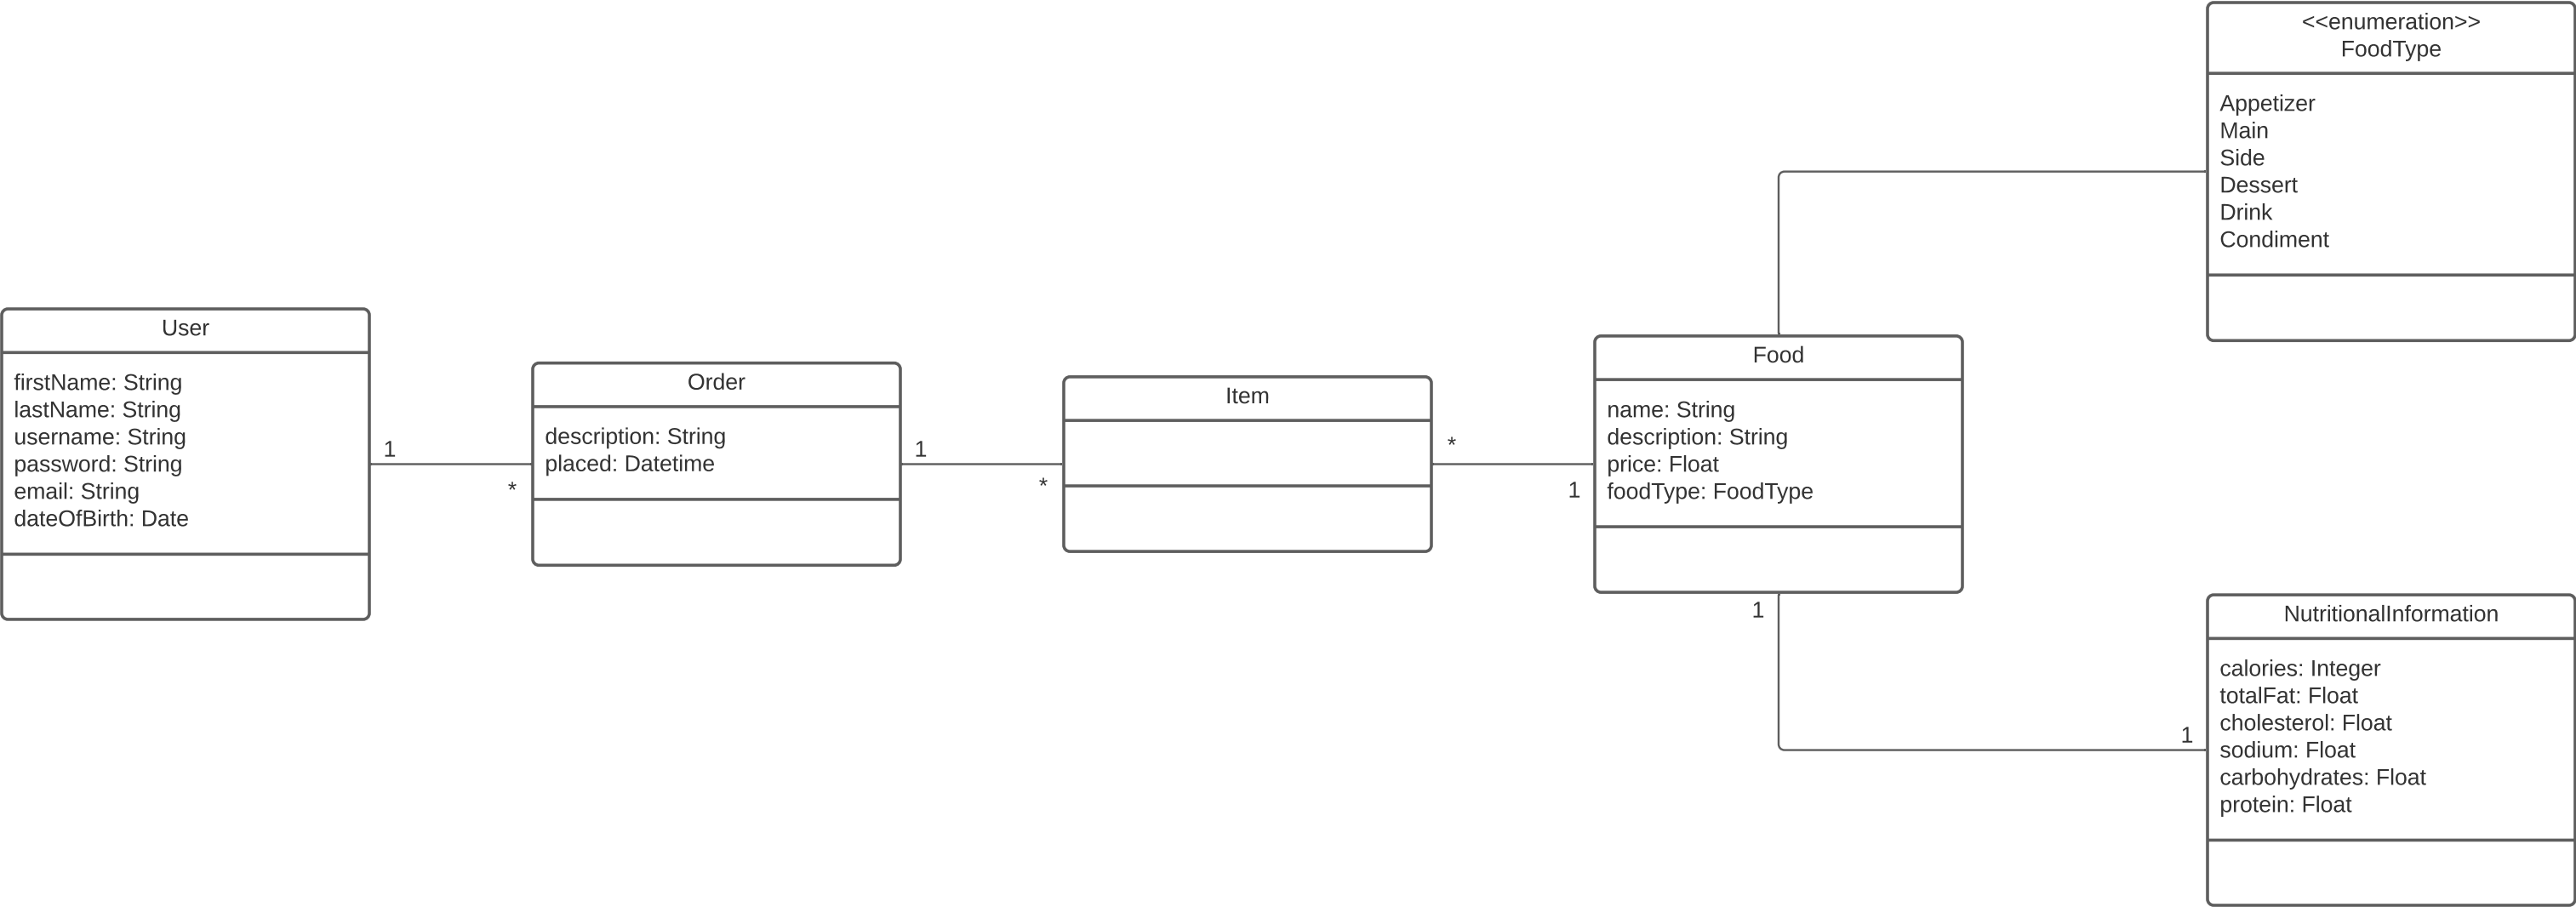 <<enumeration>>
FoodType
Appetizer
Main
Side
Dessert
Drink
Condiment
User
firstName: String
lastName: String
username: String
password: String
email: String
dateOfBirth: Date
1
*
Order
description: String
placed: Datetime
1
*
Item
*
1
Food
name: String
description: String
price: Float
foodType: FoodType
1
1
NutritionalInformation
calories: Integer
totalFat: Float
cholesterol: Float
sodium: Float
carbohydrates: Float
protein: Float